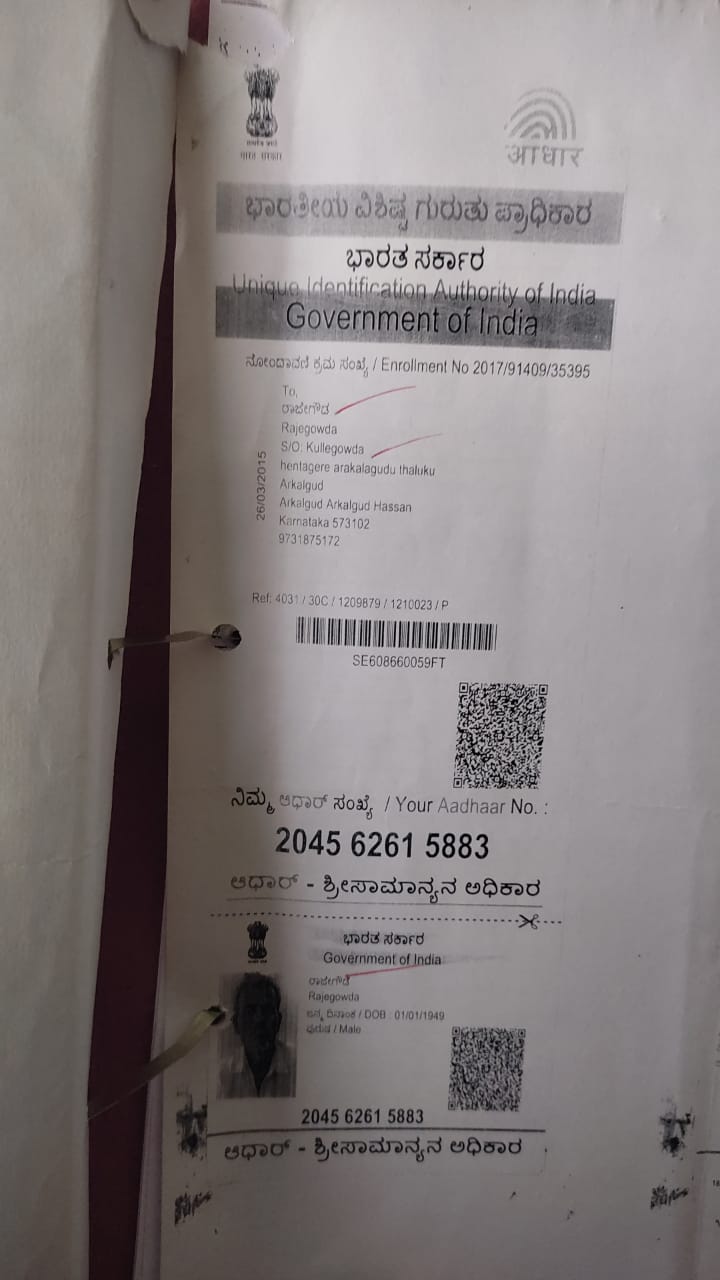 भारत सरकार
आधार
ಭಾರತೀಯ ವಿಶಿಷ್ಟ ಗುರುತು ಪ್ರಾಧಿಕಾರ
ಭಾರತ ಸರ್ಕಾರ
Unique Identification Authority of India
Government of India
ನೋಂದಾವಣಿ ಕ್ರಮ ಸಂಖ್ಯೆ / Enrollment No 2017/91409/35395
To,
ರಾಜೇಗೌಡ
Rajegowda
S/O: Kullegowda
hentagere arakalagudu thaluku
Arkalgud
Arkalgud Arkalgud Hassan
Karnataka 573102
9731875172
26/03/2015
Ref: 4031 / 30C / 1209879 / 1210023 / P
SE608660059FT
ನಿಮ್ಮ ಆಧಾರ್ ಸಂಖ್ಯೆ / Your Aadhaar No. :
2045 6261 5883
ಆಧಾರ್ - ಶ್ರೀಸಾಮಾನ್ಯನ ಅಧಿಕಾರ
ಭಾರತ ಸರ್ಕಾರ
Government of India
ರಾಜೇಗೌಡ
Rajegowda
ಜನ್ಮ ದಿನಾಂಕ / DOB : 01/01/1949
ಪುರುಷ / Male
2045 6261 5883
ಆಧಾರ್ - ಶ್ರೀಸಾಮಾನ್ಯನ ಅಧಿಕಾರ